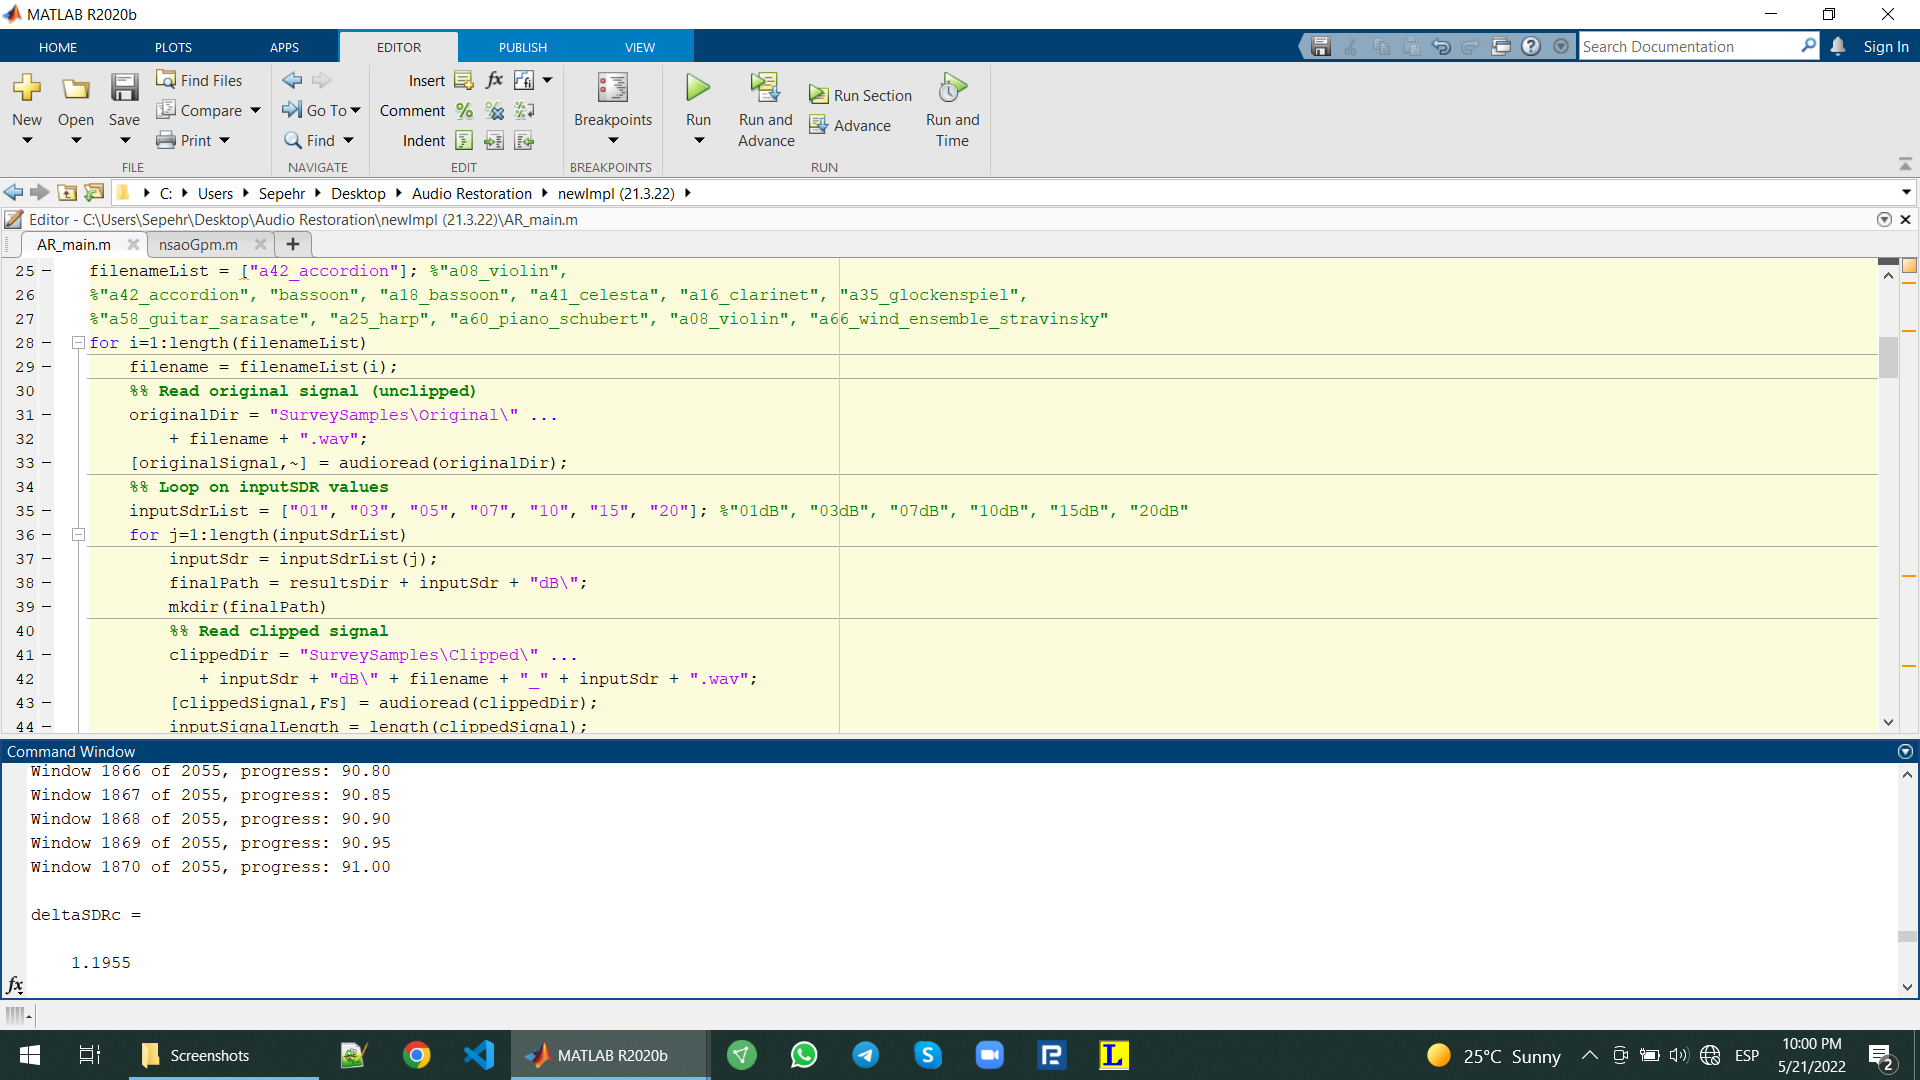 MATLAB R2020b
HOME PLOTS APPS EDITOR PUBLISH VIEW
Search Documentation
Sign In
New
Open
Save
Find Files
Compare
Print
FILE
Go To
Find
NAVIGATE
Insert
Comment
Indent
EDIT
Breakpoints
BREAKPOINTS
Run
Run and Advance
Run Section
Advance
Run and Time
RUN
C: Users Sepehr Desktop Audio Restoration newImpl (21.3.22)
Editor - C:\Users\Sepehr\Desktop\Audio Restoration\newImpl (21.3.22)\AR_main.m
AR_main.m nsaoGpm.m
25 filenameList = ["a42_accordion"]; %"a08_violin",
26 %"a42_accordion", "bassoon", "a18_bassoon", "a41_celesta", "a16_clarinet", "a35_glockenspiel",
27 %"a58_guitar_sarasate", "a25_harp", "a60_piano_schubert", "a08_violin", "a66_wind_ensemble_stravinsky"
28 for i=1:length(filenameList)
29 filename = filenameList(i);
30 %% Read original signal (unclipped)
31 originalDir = "SurveySamples\Original\" ...
32 + filename + ".wav";
33 [originalSignal,~] = audioread(originalDir);
34 %% Loop on inputSDR values
35 inputSdrList = ["01", "03", "05", "07", "10", "15", "20"]; %"01dB", "03dB", "07dB", "10dB", "15dB", "20dB"
36 for j=1:length(inputSdrList)
37 inputSdr = inputSdrList(j);
38 finalPath = resultsDir + inputSdr + "dB\";
39 mkdir(finalPath)
40 %% Read clipped signal
41 clippedDir = "SurveySamples\Clipped\" ...
42 + inputSdr + "dB\" + filename + "_" + inputSdr + ".wav";
43 [clippedSignal,Fs] = audioread(clippedDir);
44 inputSignalLength = length(clippedSignal);
Command Window
Window 1866 of 2055, progress: 90.80
Window 1867 of 2055, progress: 90.85
Window 1868 of 2055, progress: 90.90
Window 1869 of 2055, progress: 90.95
Window 1870 of 2055, progress: 91.00
deltaSDRc =
1.1955
fx
Screenshots
MATLAB R2020b
25°C Sunny
ESP
10:00 PM
5/21/2022
2